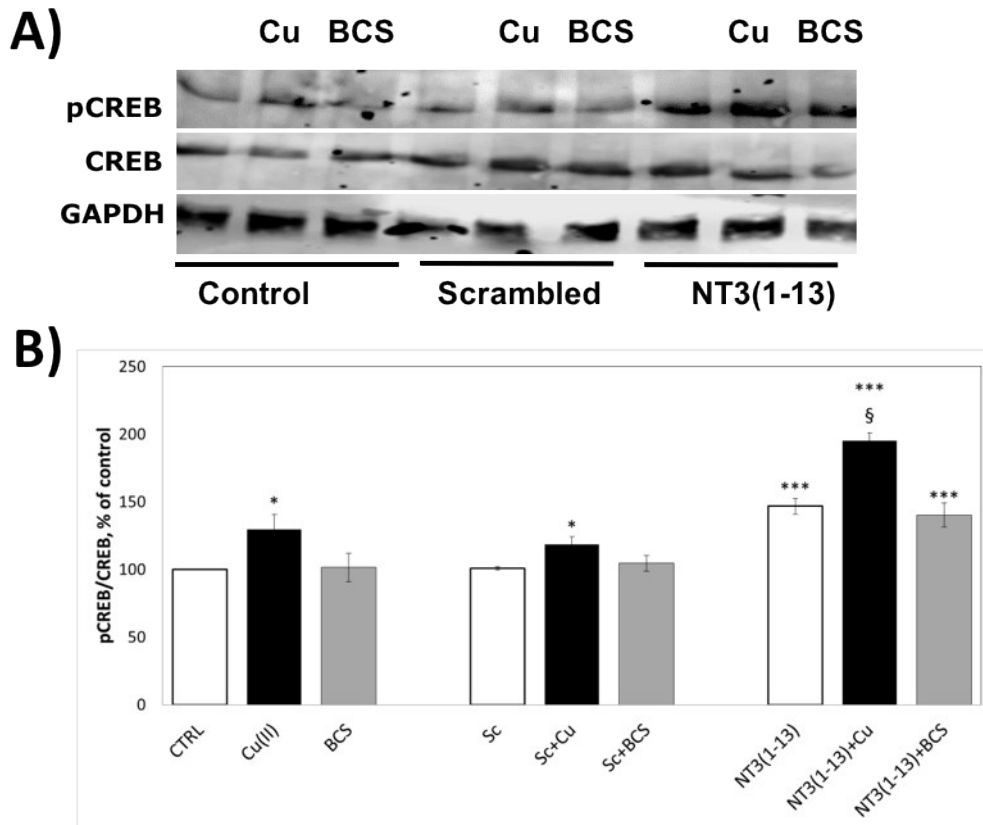 A)
Cu BCS Cu BCS Cu BCS
pCREB
CREB
GAPDH
Control Scrambled NT3(1-13)
B)
pCREB/CREB, % of control
250
200
150
100
50
0
* * *** *** § ***
CTRL Cu(II) BCS Sc Sc+Cu Sc+BCS NT3(1-13) NT3(1-13)+Cu NT3(1-13)+BCS